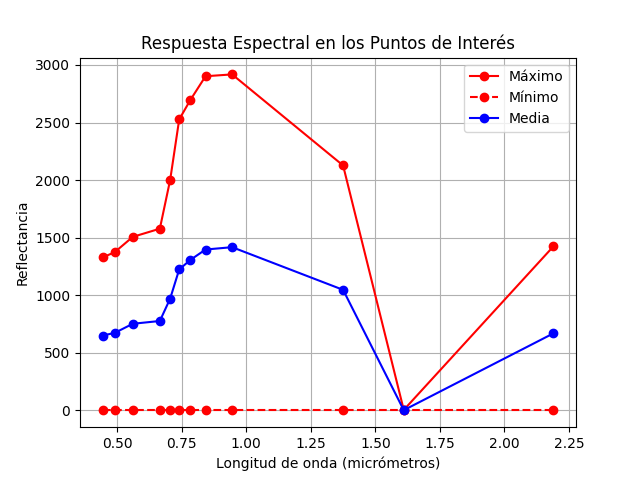 Respuesta Espectral en los Puntos de Interés
Máximo
Mínimo
Media
Reflectancia
3000
2500
2000
1500
1000
500
0
0.50 0.75 1.00 1.25 1.50 1.75 2.00 2.25
Longitud de onda (micrómetros)